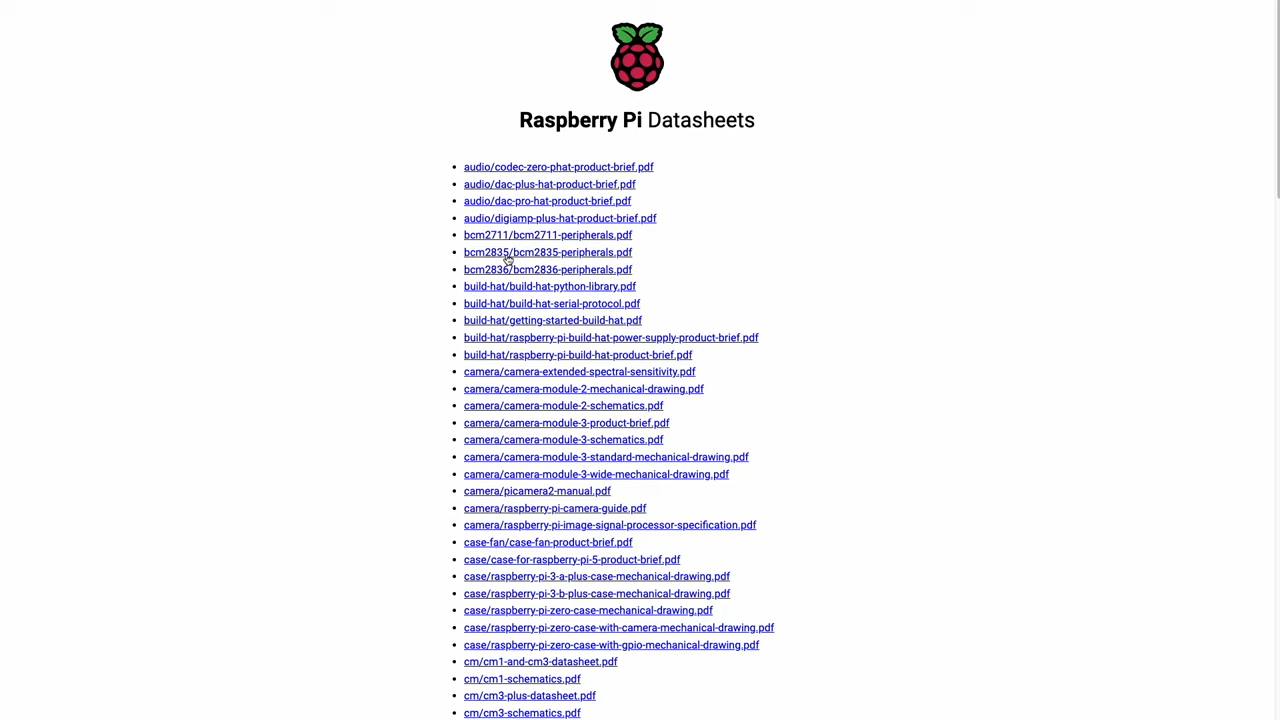 Raspberry Pi Datasheets
audio/codec-zero-phat-product-brief.pdf
audio/dac-plus-hat-product-brief.pdf
audio/dac-pro-hat-product-brief.pdf
audio/digiamp-plus-hat-product-brief.pdf
bcm2711/bcm2711-peripherals.pdf
bcm2835/bcm2835-peripherals.pdf
bcm2836/bcm2836-peripherals.pdf
build-hat/build-hat-python-library.pdf
build-hat/build-hat-serial-protocol.pdf
build-hat/getting-started-build-hat.pdf
build-hat/raspberry-pi-build-hat-power-supply-product-brief.pdf
build-hat/raspberry-pi-build-hat-product-brief.pdf
camera/camera-extended-spectral-sensitivity.pdf
camera/camera-module-2-mechanical-drawing.pdf
camera/camera-module-2-schematics.pdf
camera/camera-module-3-product-brief.pdf
camera/camera-module-3-schematics.pdf
camera/camera-module-3-standard-mechanical-drawing.pdf
camera/camera-module-3-wide-mechanical-drawing.pdf
camera/picamera2-manual.pdf
camera/raspberry-pi-camera-guide.pdf
camera/raspberry-pi-image-signal-processor-specification.pdf
case-fan/case-fan-product-brief.pdf
case/case-for-raspberry-pi-5-product-brief.pdf
case/raspberry-pi-3-a-plus-case-mechanical-drawing.pdf
case/raspberry-pi-3-b-plus-case-mechanical-drawing.pdf
case/raspberry-pi-zero-case-mechanical-drawing.pdf
case/raspberry-pi-zero-case-with-camera-mechanical-drawing.pdf
case/raspberry-pi-zero-case-with-gpio-mechanical-drawing.pdf
cm/cm1-and-cm3-datasheet.pdf
cm/cm1-schematics.pdf
cm/cm3-plus-datasheet.pdf
cm/cm3-schematics.pdf